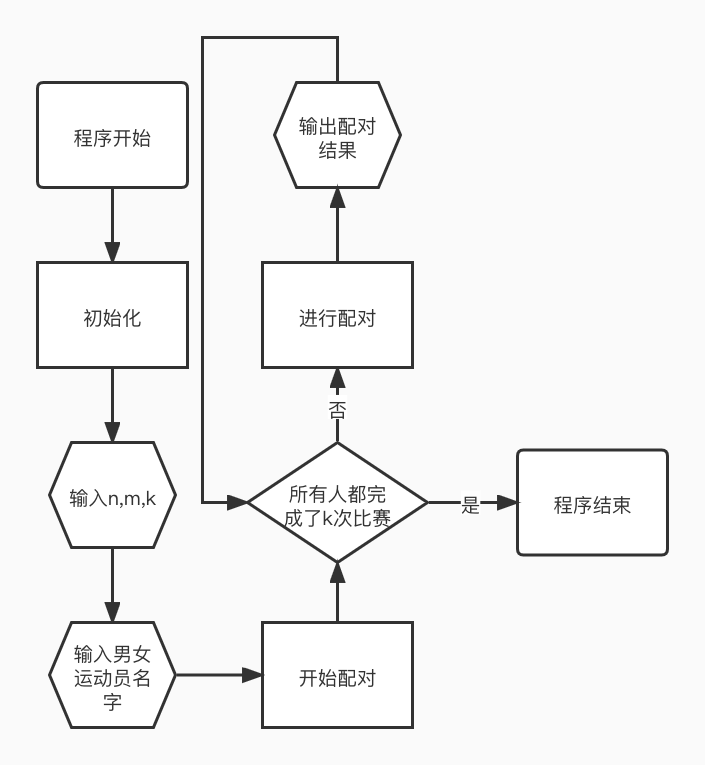 程序开始
初始化
输入n,m,k
输入男女
运动员名
字
开始配对
所有人都完
成了k次比赛
否
进行配对
输出配对
结果
是
程序结束